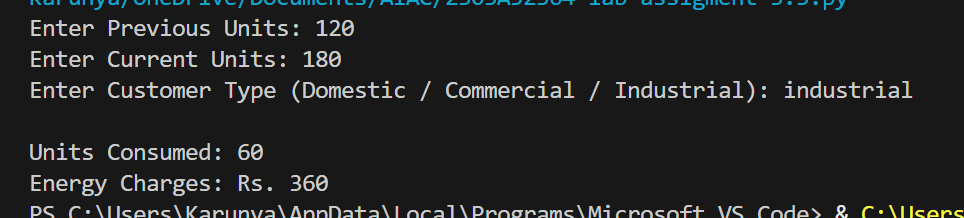 Karunya/OneDrive/Documents/AIAC/2303A52304 lab assigment 3.3.py
Enter Previous Units: 120
Enter Current Units: 180
Enter Customer Type (Domestic / Commercial / Industrial): industrial
Units Consumed: 60
Energy Charges: Rs. 360
PS C:\Users\Karunya\AppData\Local\Programs\Microsoft VS Code> & C:\Users